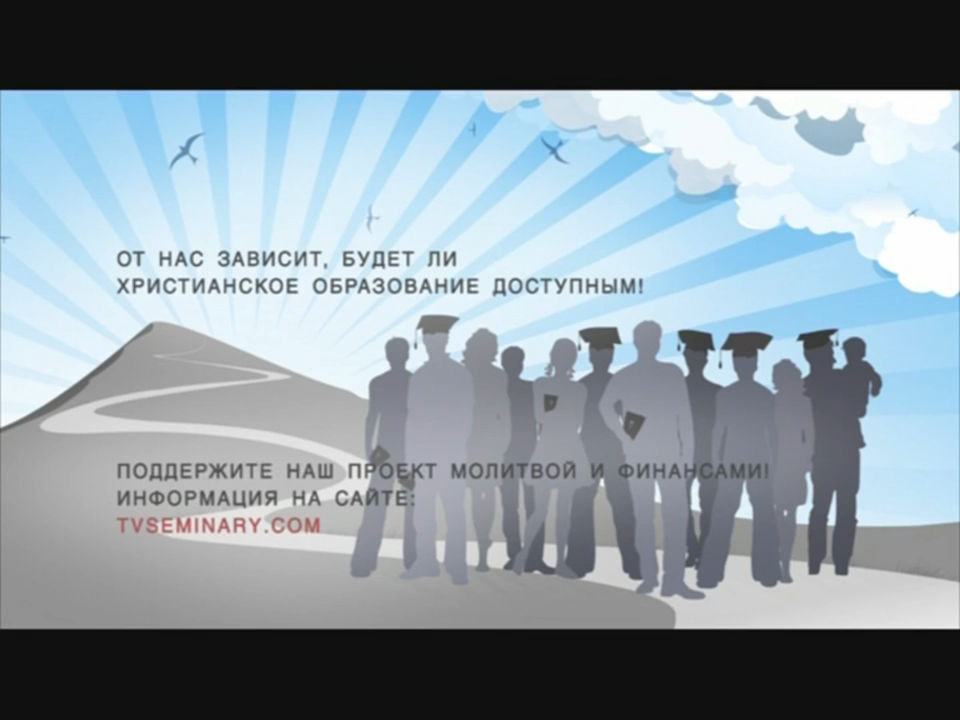 ОТ НАС ЗАВИСИТ, БУДЕТ ЛИ
ХРИСТИАНСКОЕ ОБРАЗОВАНИЕ ДОСТУПНЫМ!
ПОДДЕРЖИТЕ НАШ ПРОЕКТ МОЛИТВОЙ И ФИНАНСАМИ!
ИНФОРМАЦИЯ НА САЙТЕ:
TVSEMINARY.COM